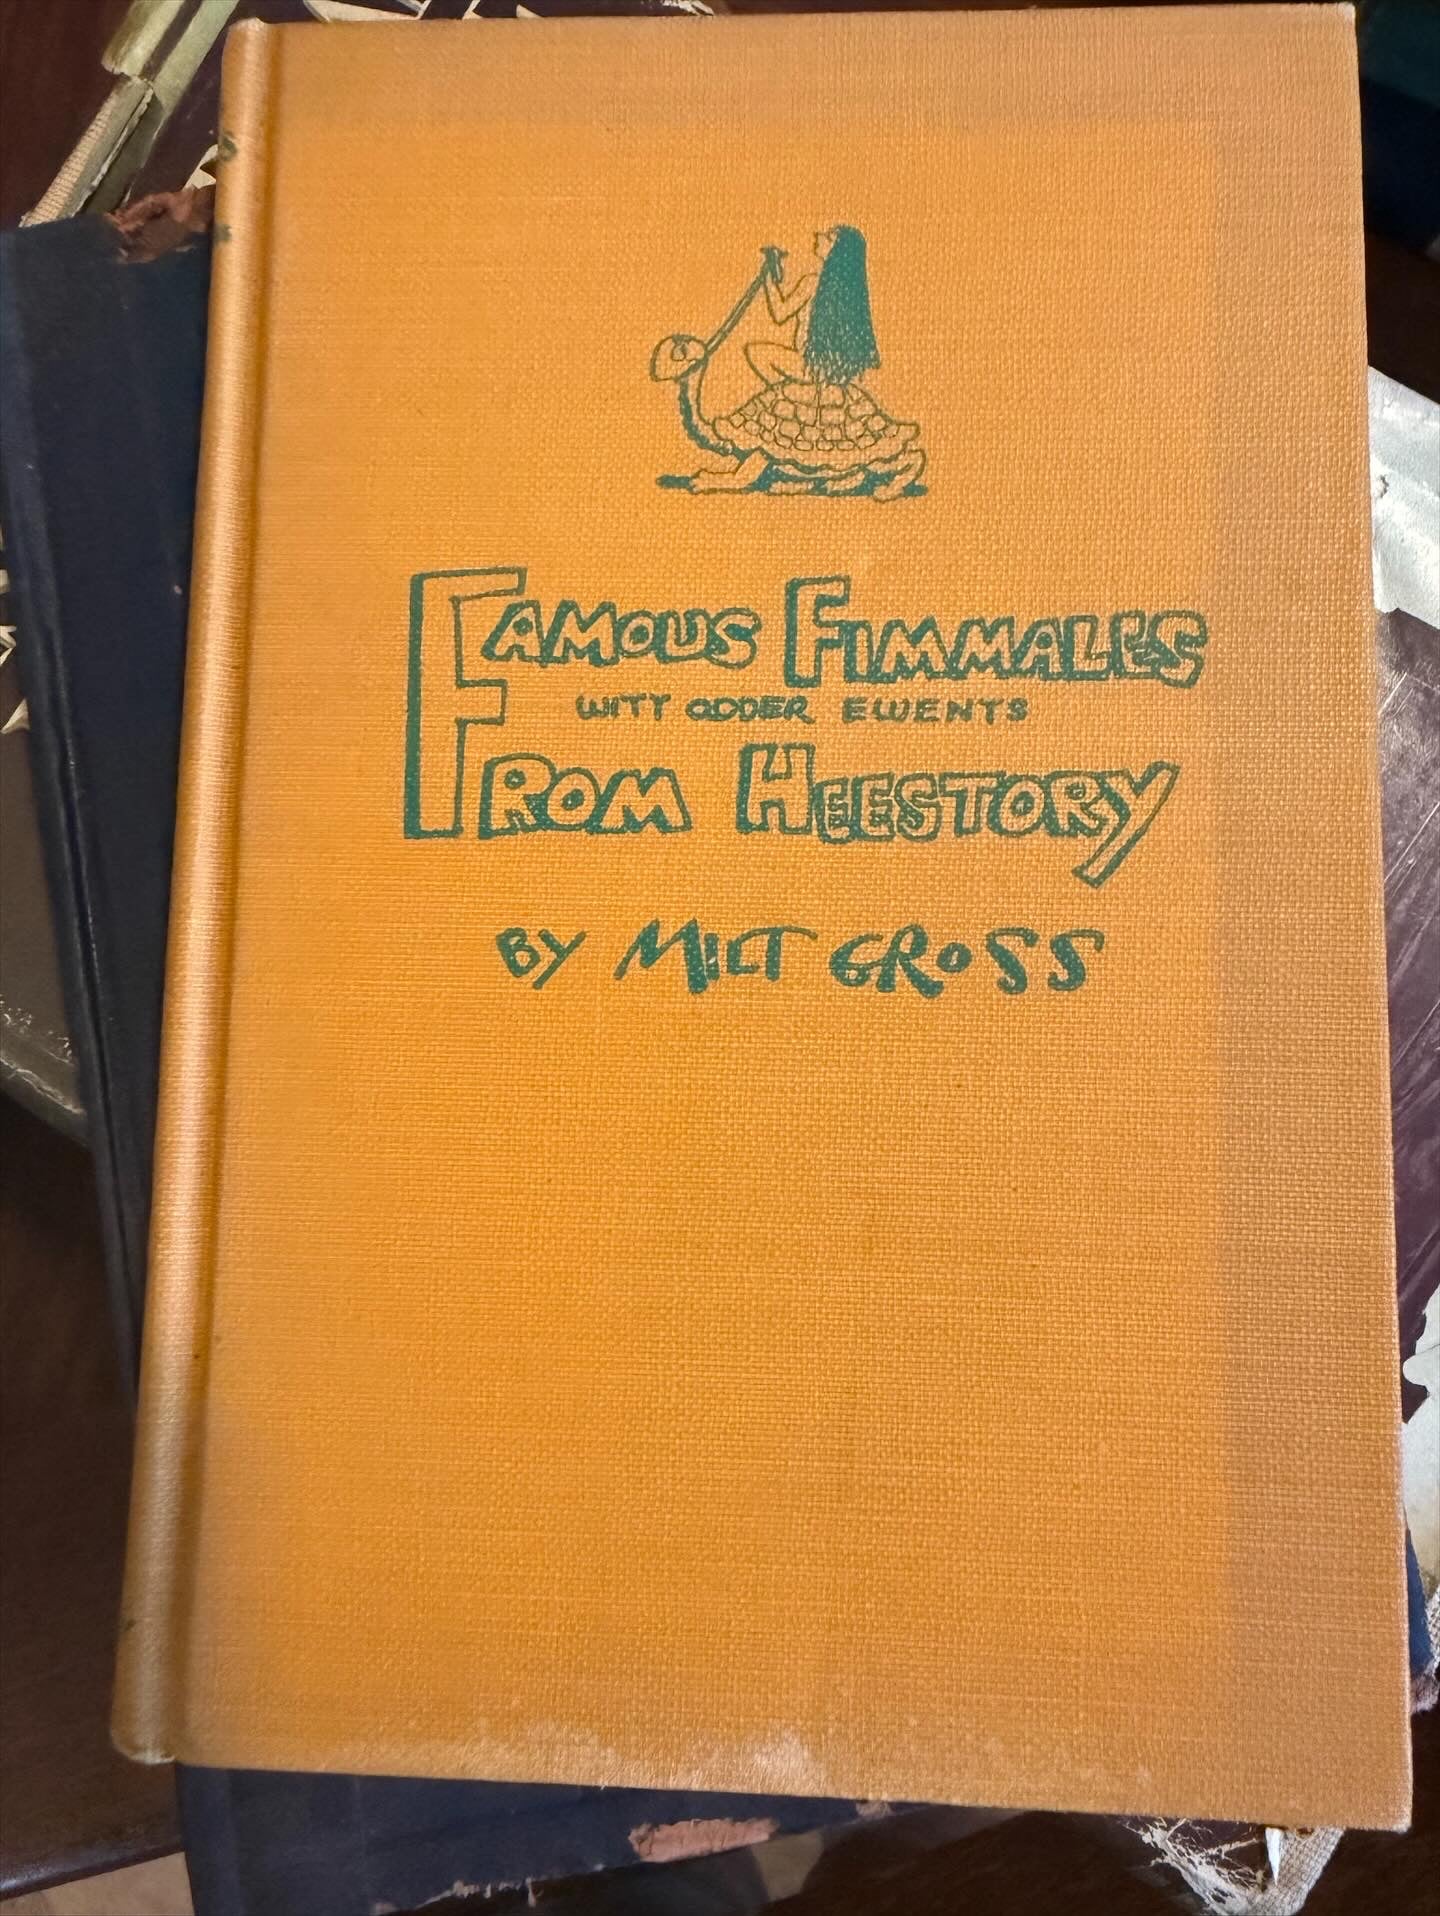 FAMOUS FIMMALES
WITT ODDER EWENTS
FROM HEESTORY
BY MILT GROSS